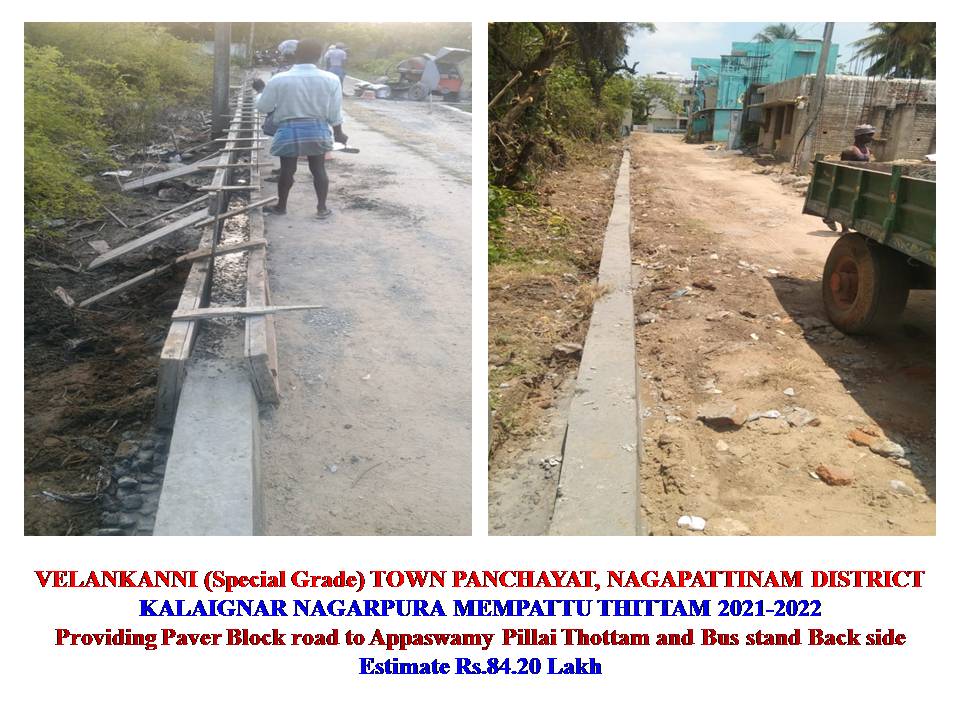 VELANKANNI (Special Grade) TOWN PANCHAYAT, NAGAPATTINAM DISTRICT
KALAIGNAR NAGARPURA MEMPATTU THITTAM 2021-2022
Providing Paver Block road to Appaswamy Pillai Thottam and Bus stand Back side
Estimate Rs.84.20 Lakh